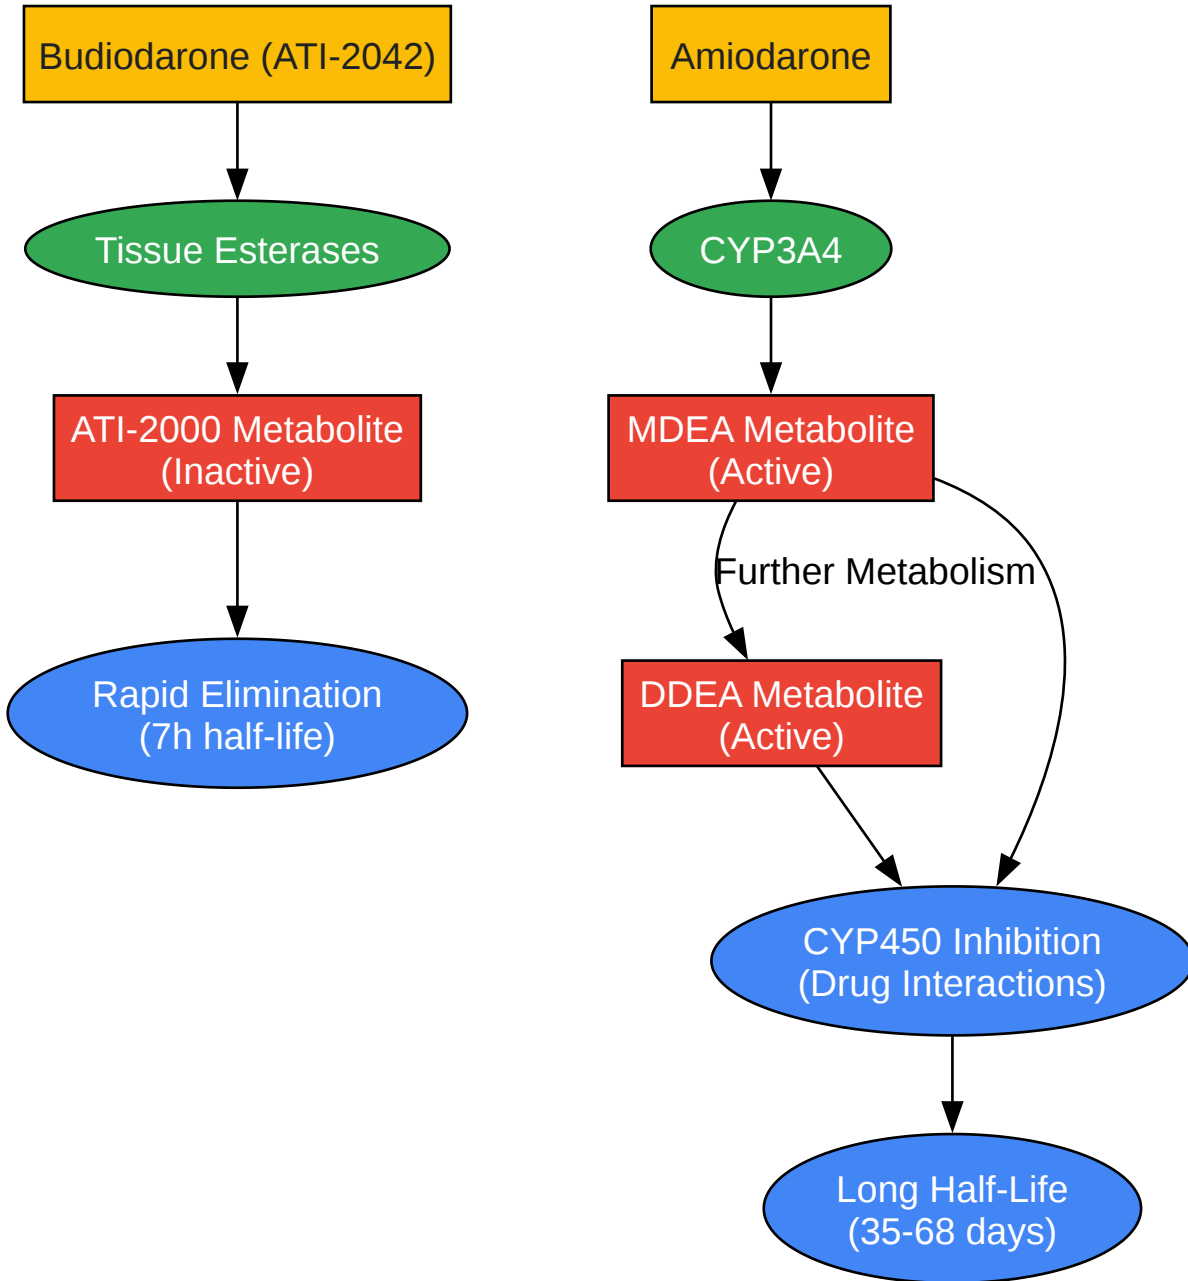 Budiodarone (ATI-2042)
Tissue Esterases
ATI-2000 Metabolite
(Inactive)
Rapid Elimination
(7h half-life)
Amiodarone
CYP3A4
MDEA Metabolite
(Active)
Further Metabolism
DDEA Metabolite
(Active)
CYP450 Inhibition
(Drug Interactions)
Long Half-Life
(35-68 days)